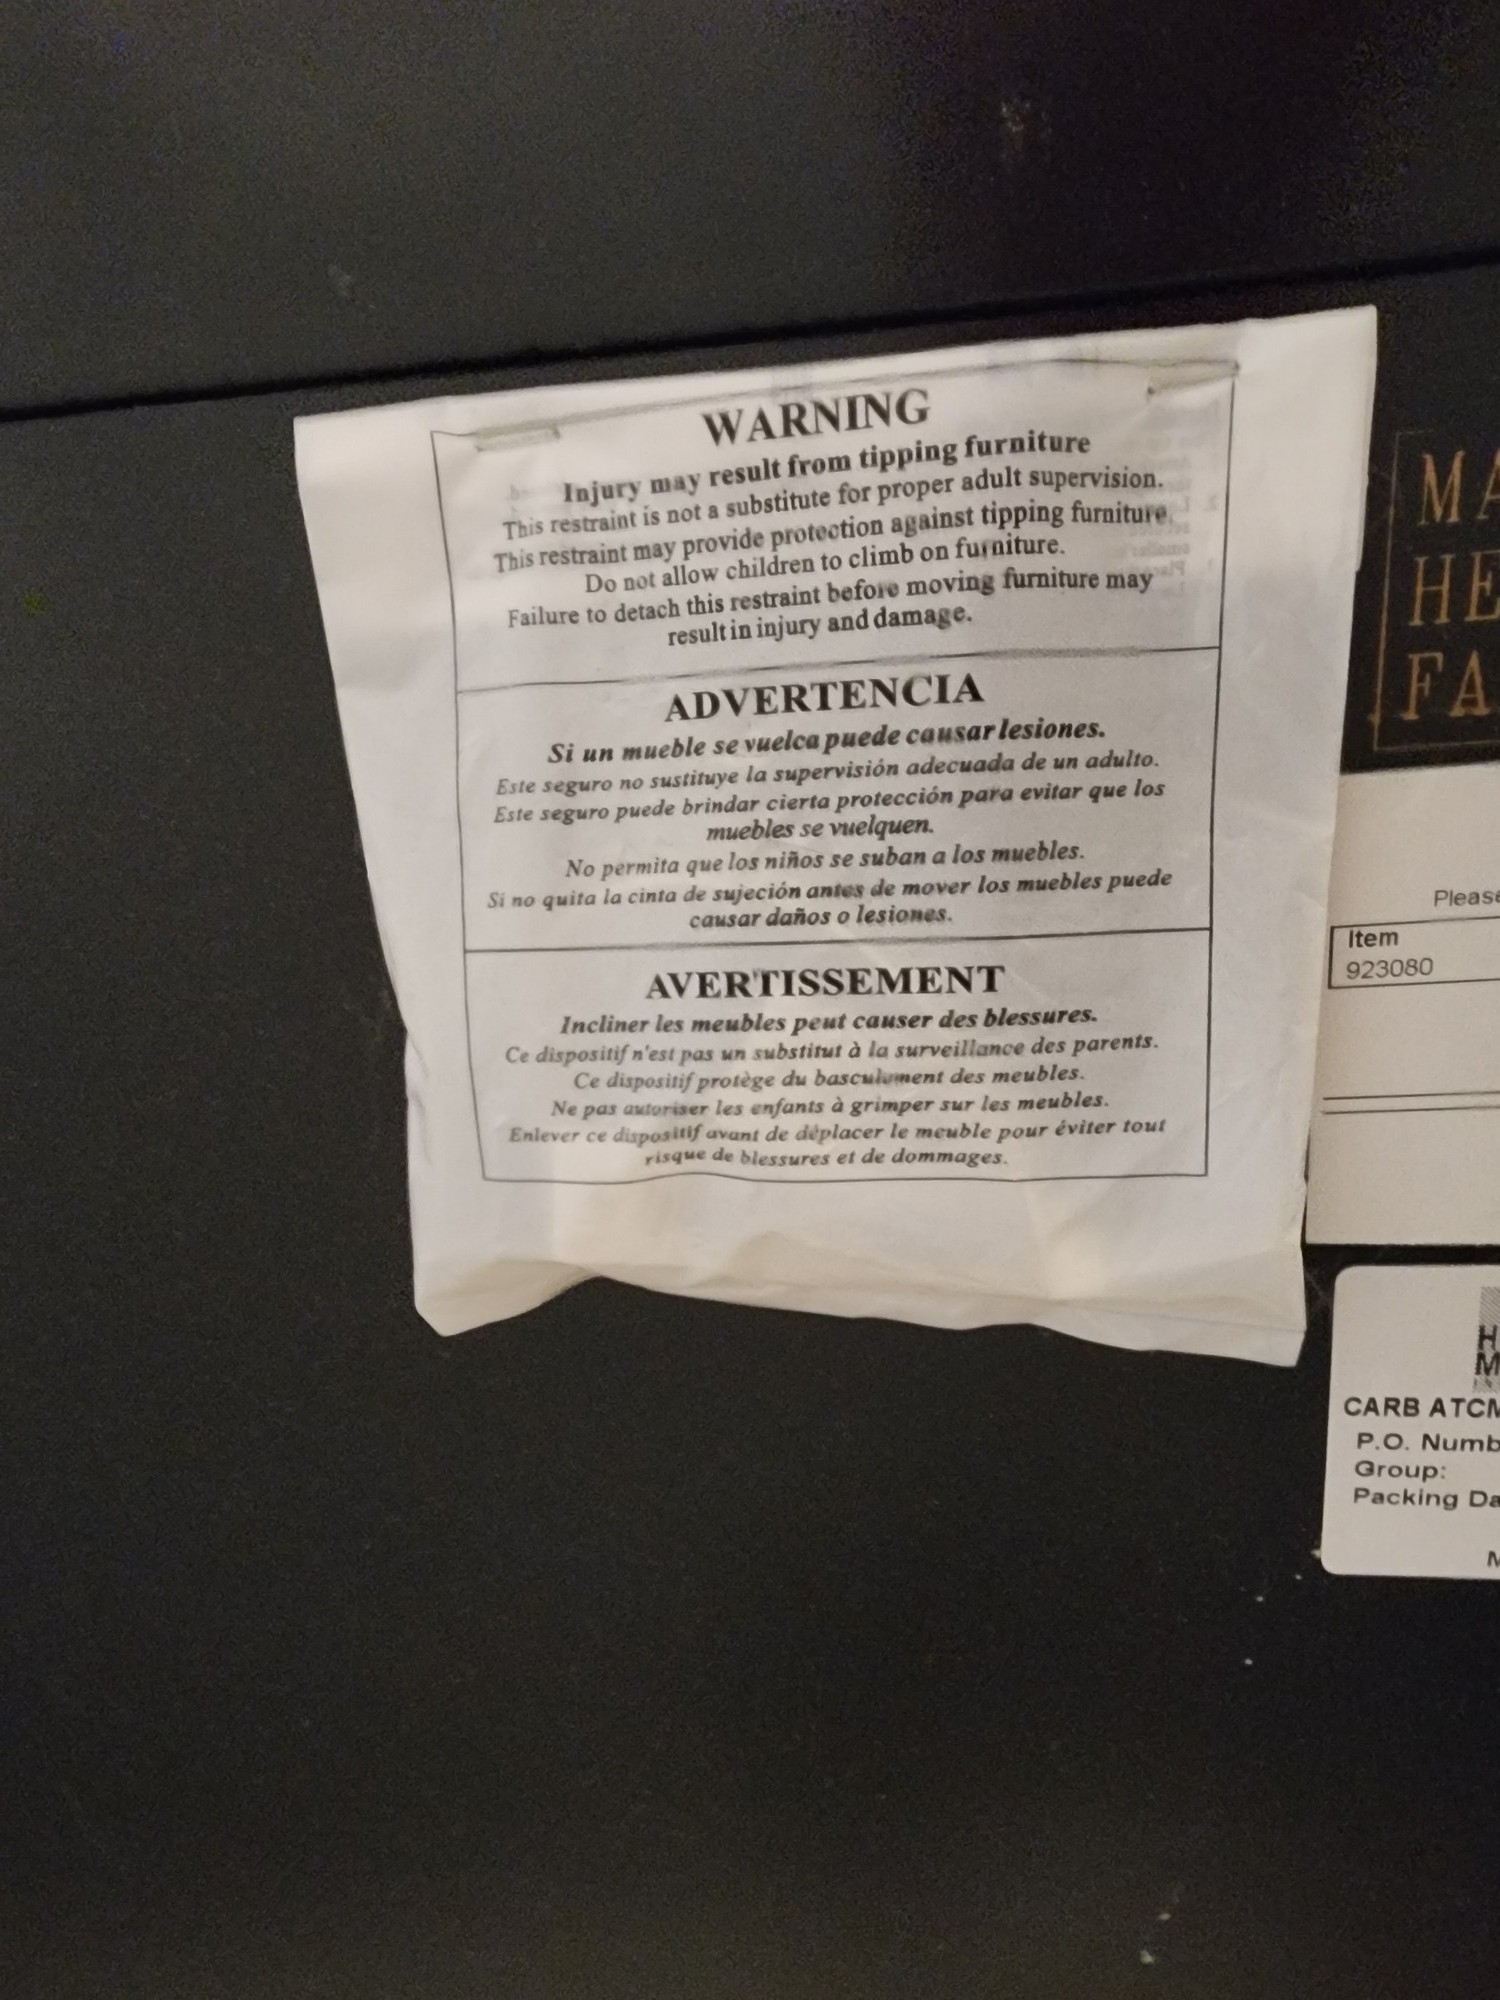 WARNING
Injury may result from tipping furniture
This restraint is not a substitute for proper adult supervision.
This restraint may provide protection against tipping furniture.
Do not allow children to climb on furniture.
Failure to detach this restraint before moving furniture may
result in injury and damage.
ADVERTENCIA
Si un mueble se vuelca puede causar lesiones.
Este seguro no sustituye la supervisión adecuada de un adulto.
Este seguro puede brindar cierta protección para evitar que los
muebles se vuelquen.
No permita que los niños se suban a los muebles.
Si no quita la cinta de sujeción antes de mover los muebles puede
causar daños o lesiones.
AVERTISSEMENT
Incliner les meubles peut causer des blessures.
Ce dispositif n'est pas un substitut à la surveillance des parents.
Ce dispositif protège du basculement des meubles.
Ne pas autoriser les enfants à grimper sur les meubles.
Enlever ce dispositif avant de déplacer le meuble pour éviter tout
risque de blessures et de dommages.
MA
HE
FA
Please
Item
923080
H
M
CARB ATCM
P.O. Numb
Group:
Packing Da
M